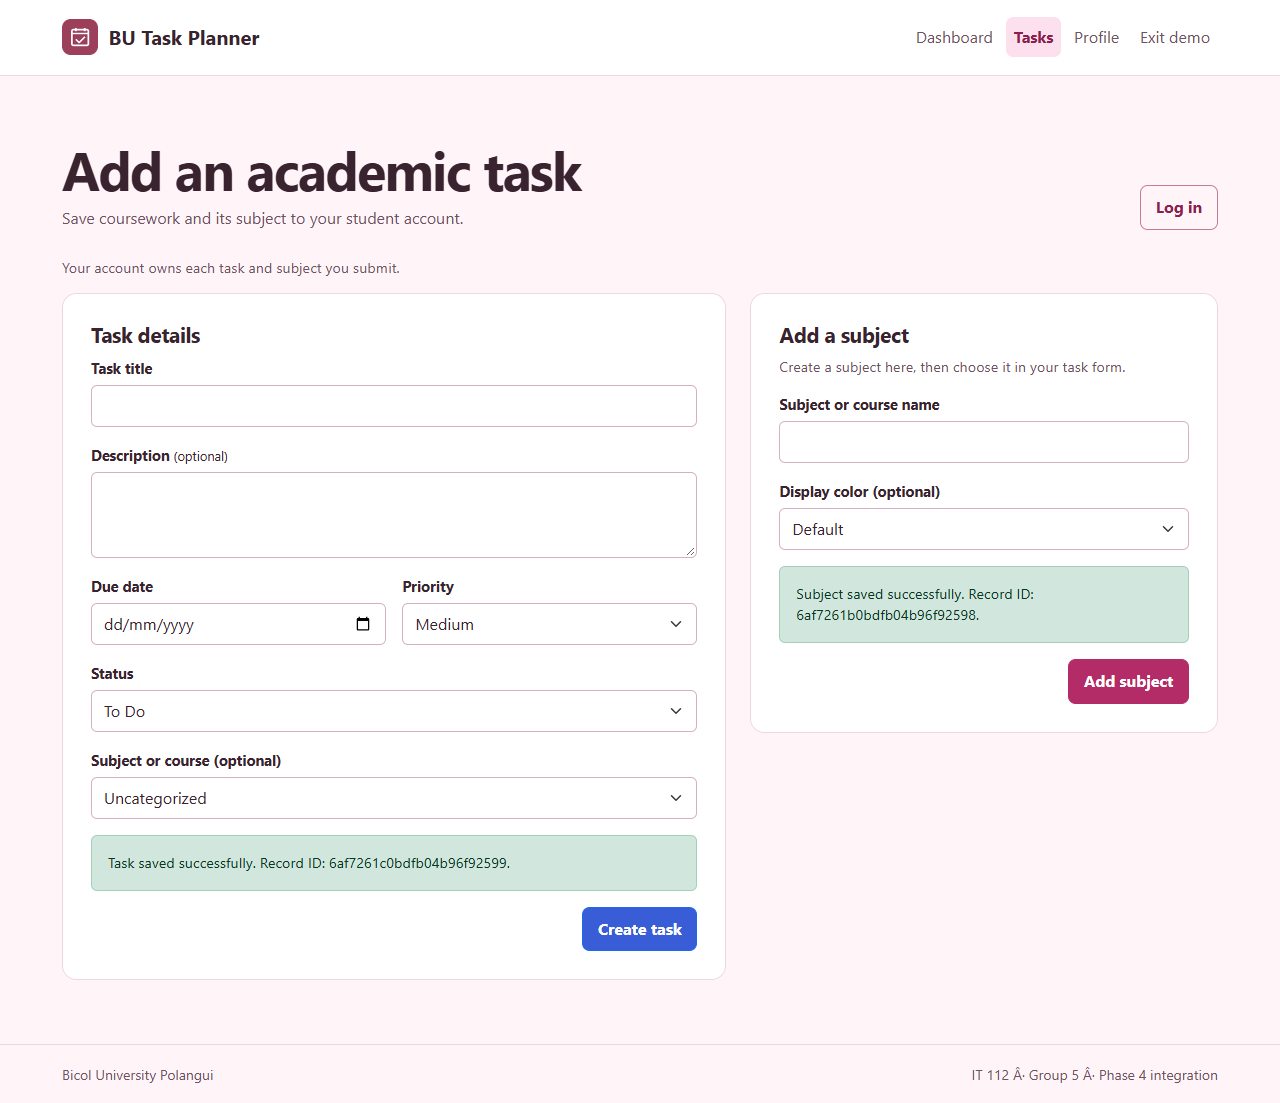 BU Task Planner
Dashboard
Tasks
Profile
Exit demo
Add an academic task
Save coursework and its subject to your student account.
Log in
Your account owns each task and subject you submit.
Task details
Task title
Description (optional)
Due date
Priority
dd/mm/yyyy
Medium
Status
To Do
Subject or course (optional)
Uncategorized
Task saved successfully. Record ID: 6af7261c0bdfb04b96f92599.
Create task
Add a subject
Create a subject here, then choose it in your task form.
Subject or course name
Display color (optional)
Default
Subject saved successfully. Record ID:
6af7261b0bdfb04b96f92598.
Add subject
Bicol University Polangui
IT 112 Â· Group 5 Â· Phase 4 integration